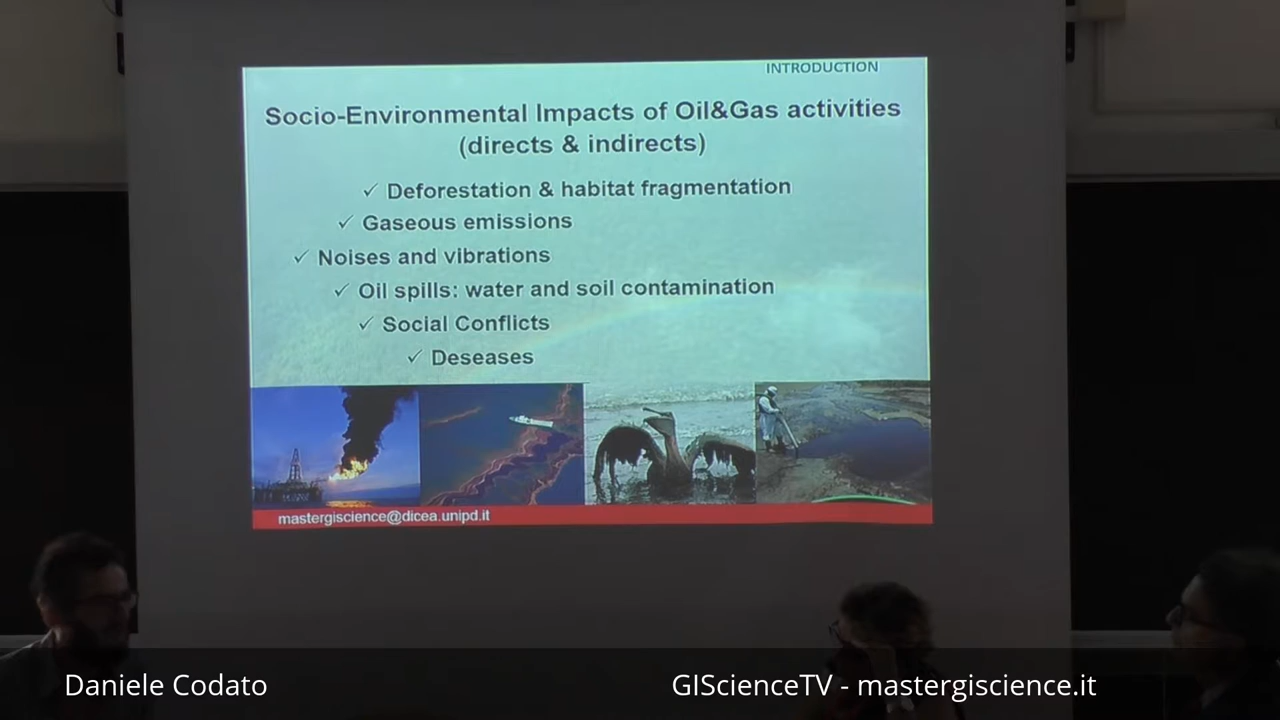 INTRODUCTION
Socio-Environmental Impacts of Oil&Gas activities
(directs & indirects)
✓ Deforestation & habitat fragmentation
✓ Gaseous emissions
✓ Noises and vibrations
✓ Oil spills: water and soil contamination
✓ Social Conflicts
✓ Deseases
mastergiscience@dicea.unipd.it
Daniele Codato
GIScienceTV - mastergiscience.it